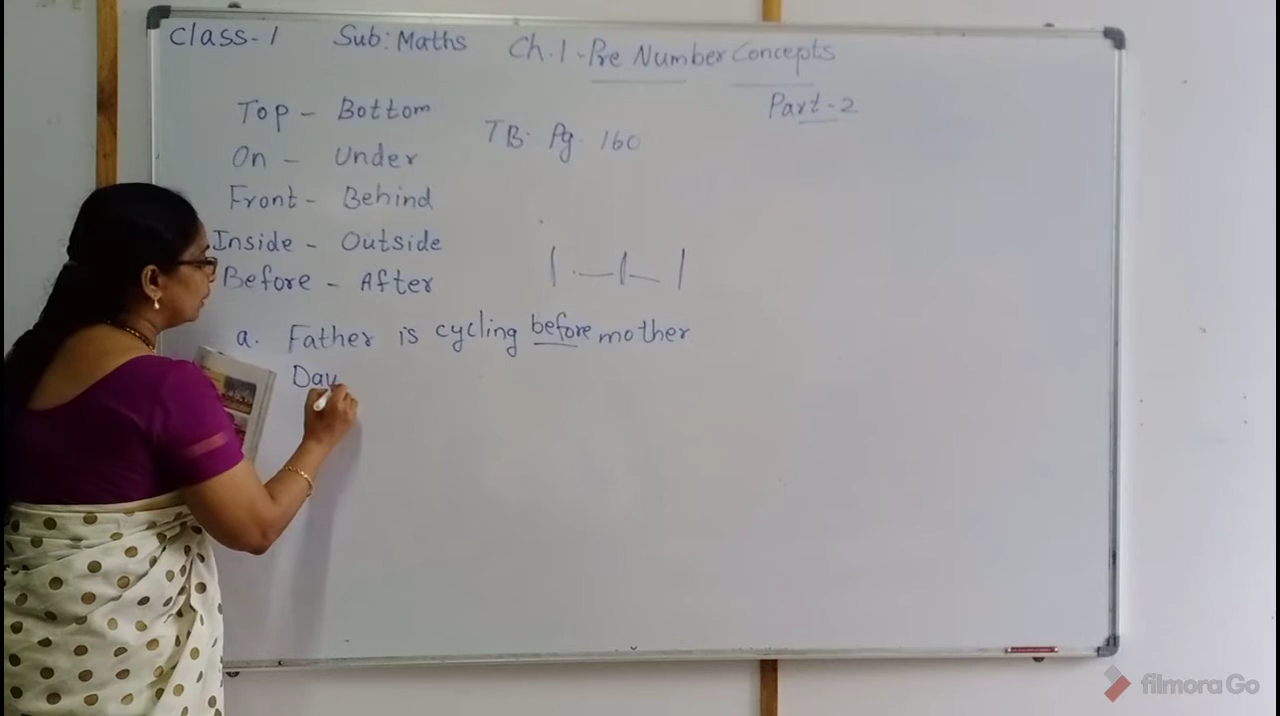 Class-1 Sub: Maths Ch.1-Pre Number Concepts
Part-2
Top - Bottom
TB. Pg. 160
On - Under
Front - Behind
Inside - Outside
Before - After
a. Father is cycling before mother
Day
filmoraGo